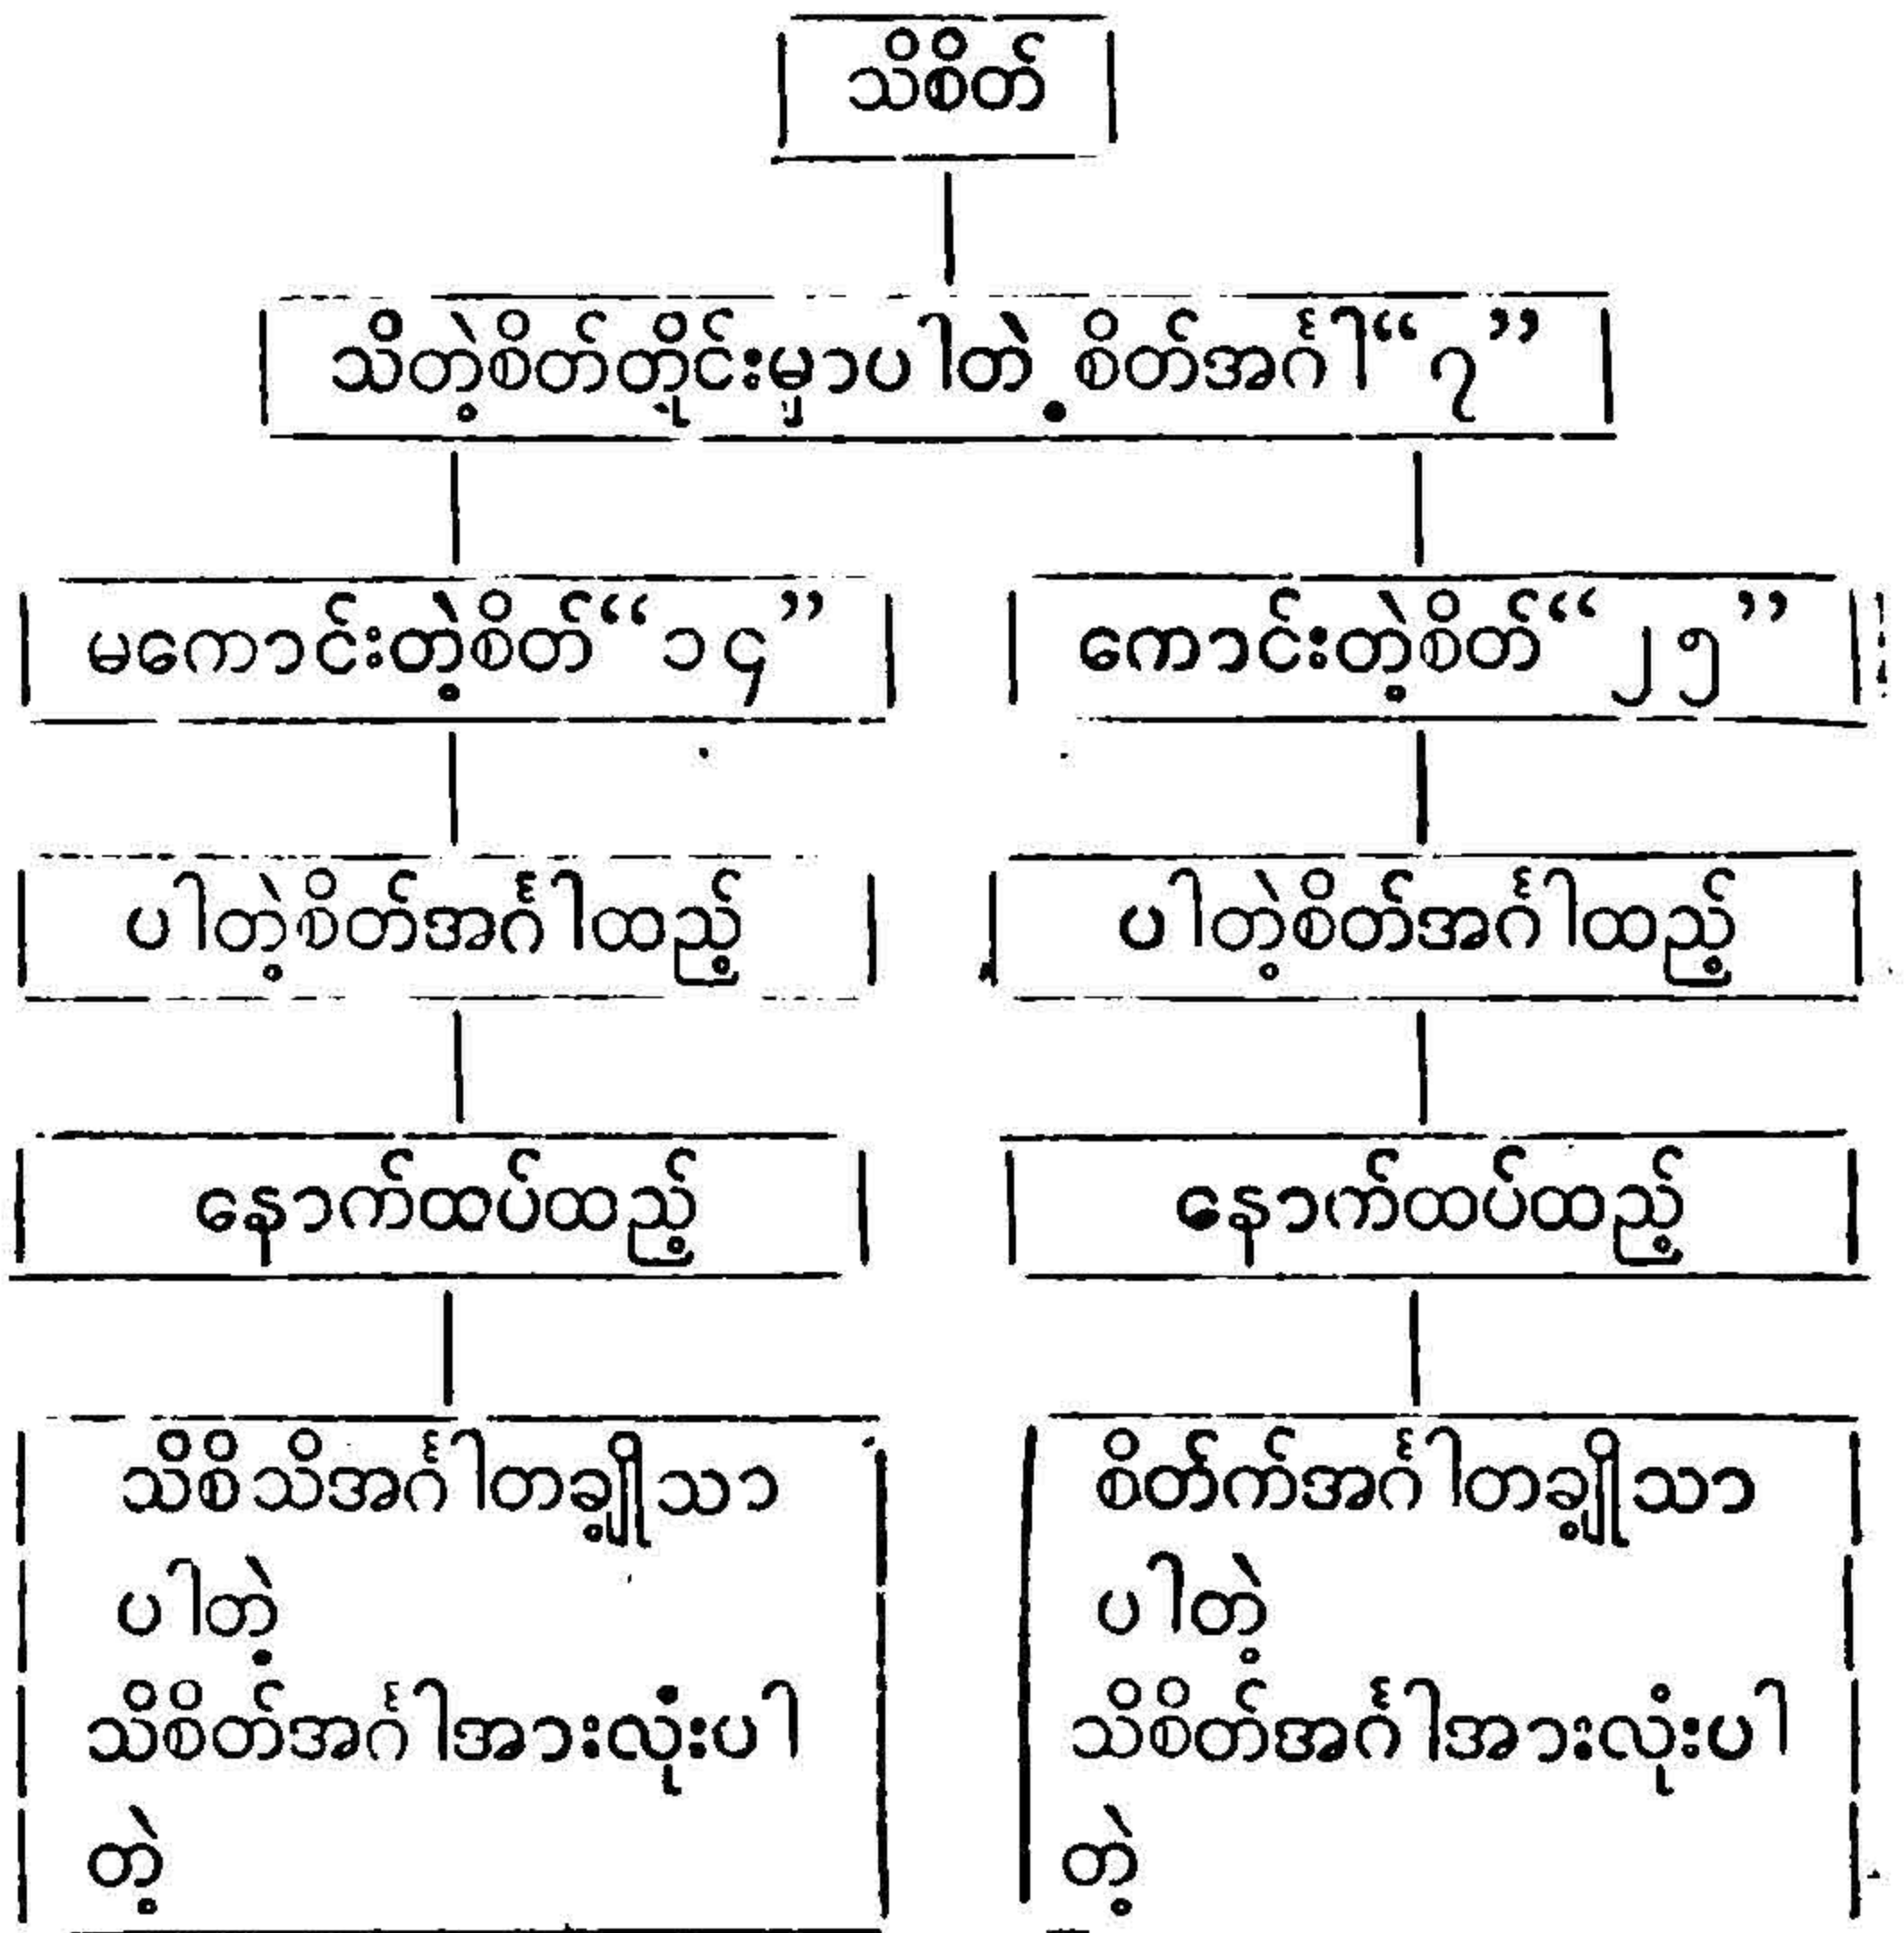 သိစိတ်
သိတဲ့စိတ်တိုင်းမှာပါတဲ့ စိတ်အင်္ဂါ“၇”
မကောင်းတဲ့စိတ်“၁၄”
ကောင်းတဲ့စိတ်“၂၅”
ပါတဲ့စိတ်အင်္ဂါထည့်
ပါတဲ့စိတ်အင်္ဂါထည့်
နောက်ထပ်ထည့်
နောက်ထပ်ထည့်
သိစိသိအင်္ဂါတချို့သာ
ပါတဲ့
သိစိတ်အင်္ဂါအားလုံးပါ
တဲ့
စိတ်က်အင်္ဂါတချို့သာ
ပါတဲ့
သိစိတ်အင်္ဂါအားလုံးပါ
တဲ့